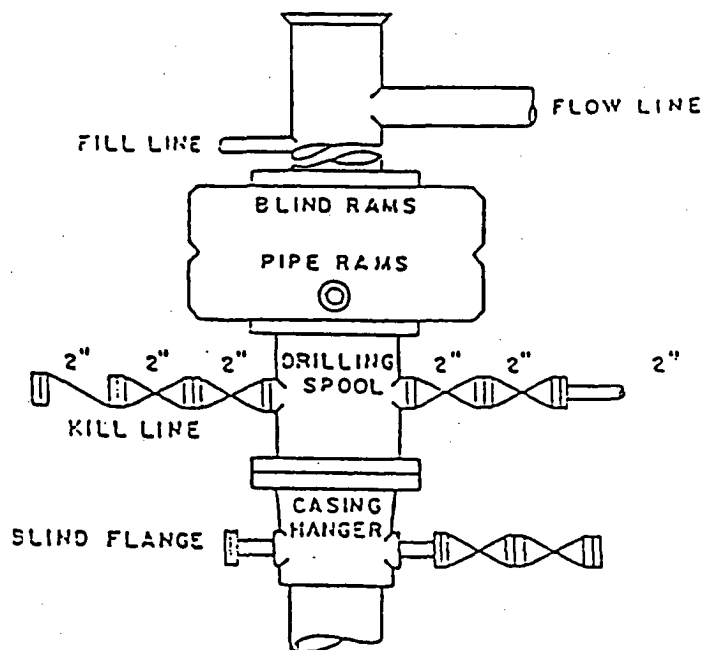 FLOW LINE
FILL LINE
BLIND RAMS
PIPE RAMS
2" 2" 2" DRILLING SPOOL 2" 2" 2"
KILL LINE
CASING HANGER
BLIND FLANGE